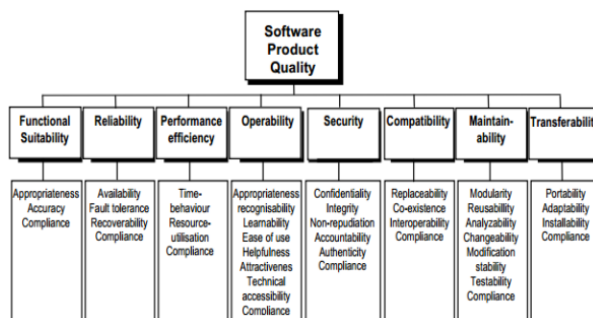 Software
Product
Quality
Functional
Suitability
Reliability
Performance
efficiency
Operability
Security
Compatibility
Maintain-
ability
Transferability
Appropriateness
Accuracy
Compliance
Availability
Fault tolerance
Recoverability
Compliance
Time-
behaviour
Resource-
utilisation
Compliance
Appropriateness
recognisability
Learnability
Ease of use
Helpfulness
Attractivenes
Technical
accessibility
Compliance
Confidentiality
Integrity
Non-repudiation
Accountability
Authenticity
Compliance
Replaceability
Co-existence
Interoperability
Compliance
Modularity
Reusabillity
Analyzability
Changeability
Modification
stability
Testability
Compliance
Portability
Adaptability
Installability
Compliance